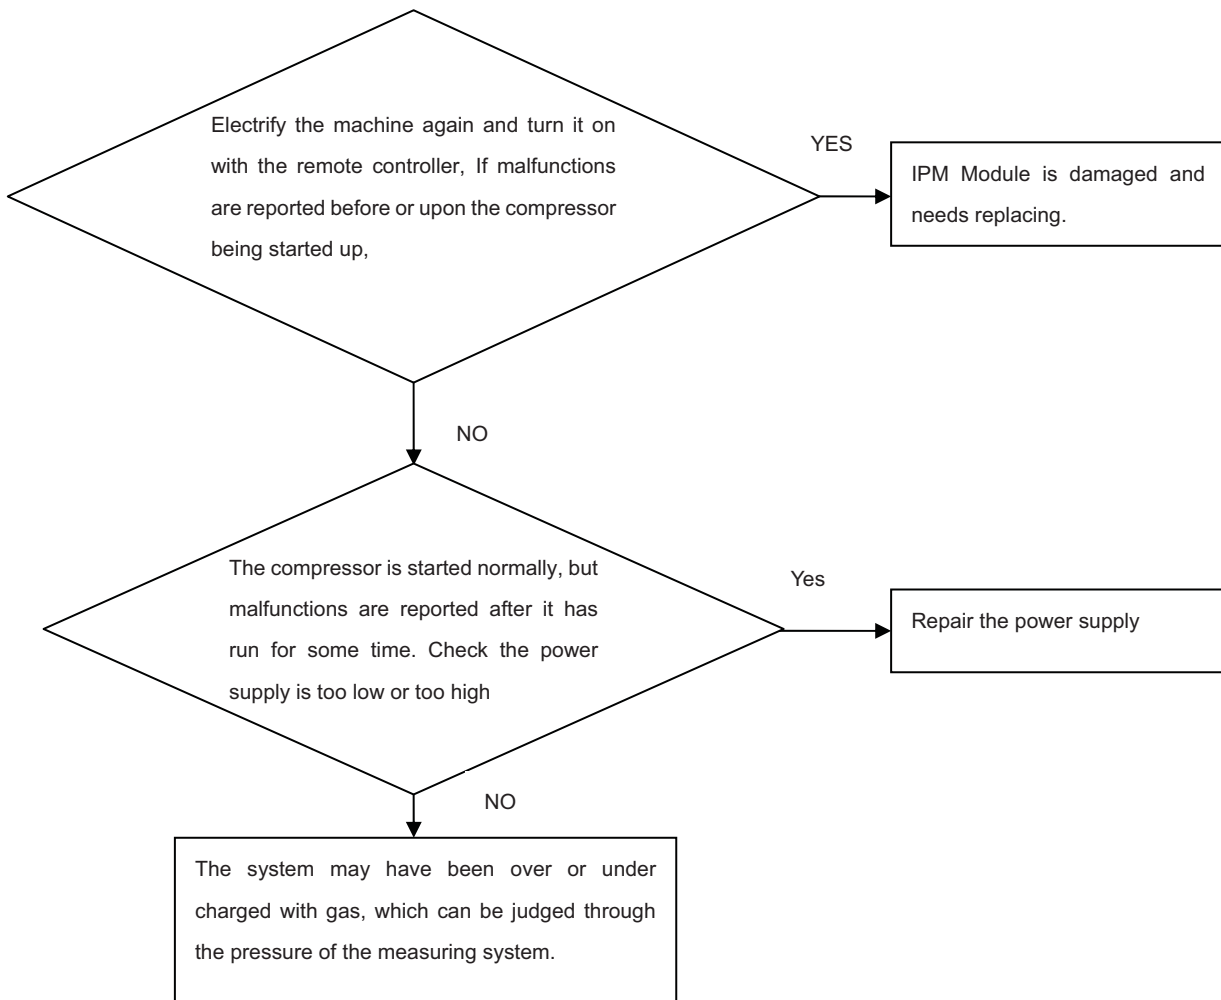 Electrify the machine again and turn it on
with the remote controller, If malfunctions
are reported before or upon the compressor
being started up,
YES
IPM Module is damaged and
needs replacing.
NO
The compressor is started normally, but
malfunctions are reported after it has
run for some time. Check the power
supply is too low or too high
Yes
Repair the power supply
NO
The system may have been over or under
charged with gas, which can be judged through
the pressure of the measuring system.